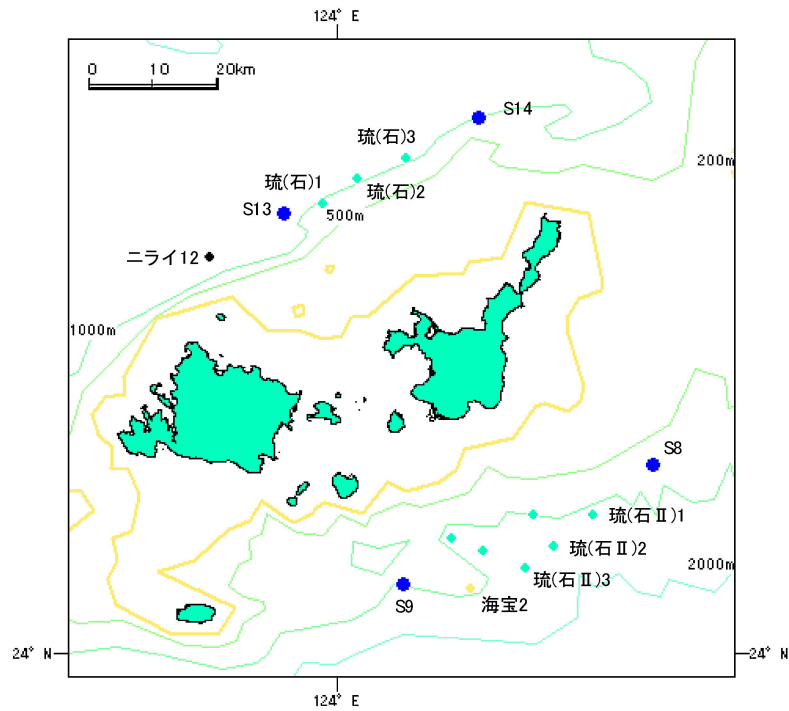 124° E
0 10 20km
S14
琉(石)3
200m
琉(石)1
琉(石)2
S13
500m
ニライ12
1000m
S8
琉(石Ⅱ)1
琉(石Ⅱ)2
2000m
琉(石Ⅱ)3
S9
海宝2
24° N
24° N
124° E